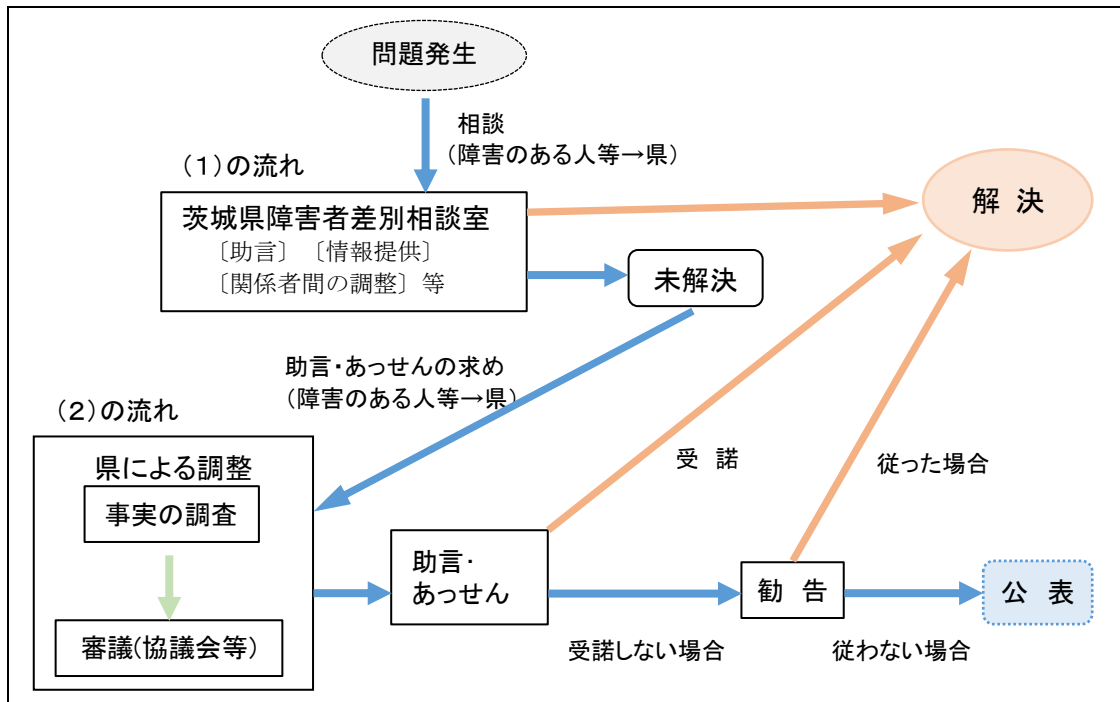 問題発生
相談
（障害のある人等→県）
（１）の流れ
茨城県障害者差別相談室
〔助言〕〔情報提供〕
〔関係者間の調整〕等
解 決
未解決
助言・あっせんの求め
（障害のある人等→県）
（２）の流れ
県による調整
事実の調査
審議(協議会等)
助言・
あっせん
受 諾
従った場合
勧 告
公 表
受諾しない場合
従わない場合